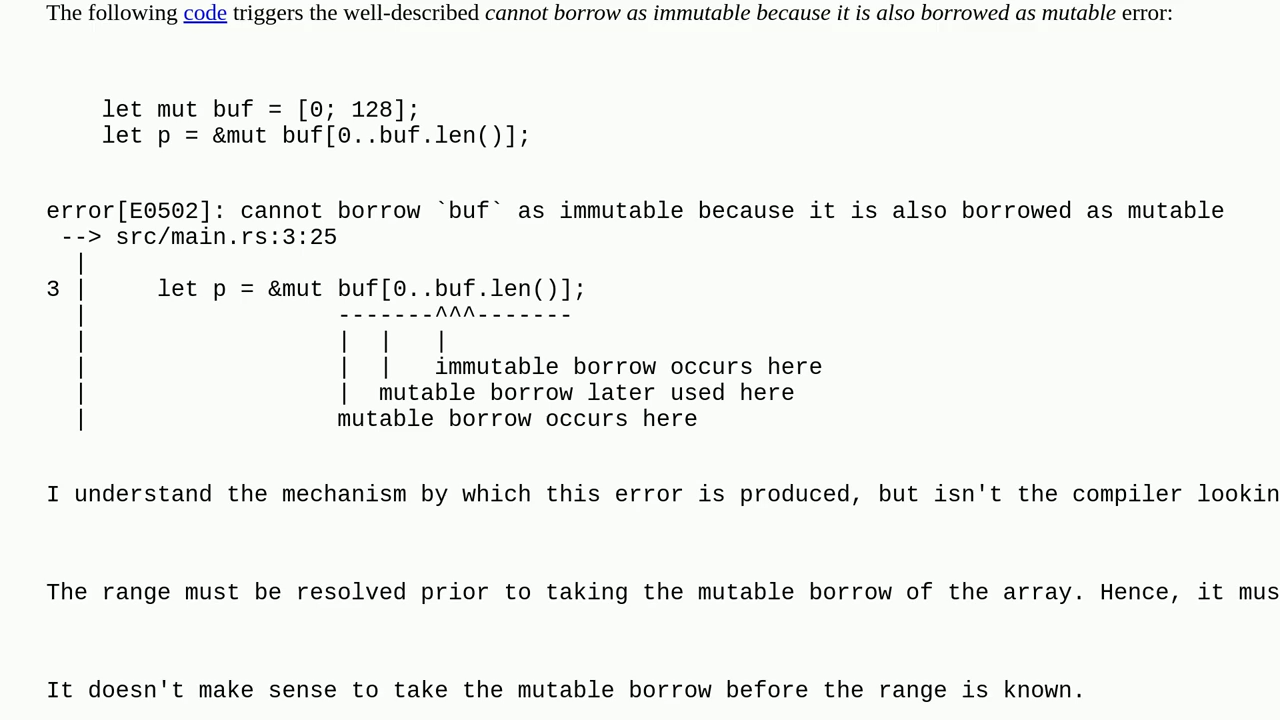 The following code triggers the well-described cannot borrow as immutable because it is also borrowed as mutable error:
    let mut buf = [0; 128];
    let p = &mut buf[0..buf.len()];
error[E0502]: cannot borrow `buf` as immutable because it is also borrowed as mutable
 --> src/main.rs:3:25
  |
3 |     let p = &mut buf[0..buf.len()];
  |                  -------^^^-------
  |                  |  |   |
  |                  |  |   immutable borrow occurs here
  |                  |  mutable borrow later used here
  |                  mutable borrow occurs here
I understand the mechanism by which this error is produced, but isn't the compiler
The range must be resolved prior to taking the mutable borrow of the array. Hence, it
It doesn't make sense to take the mutable borrow before the range is known.